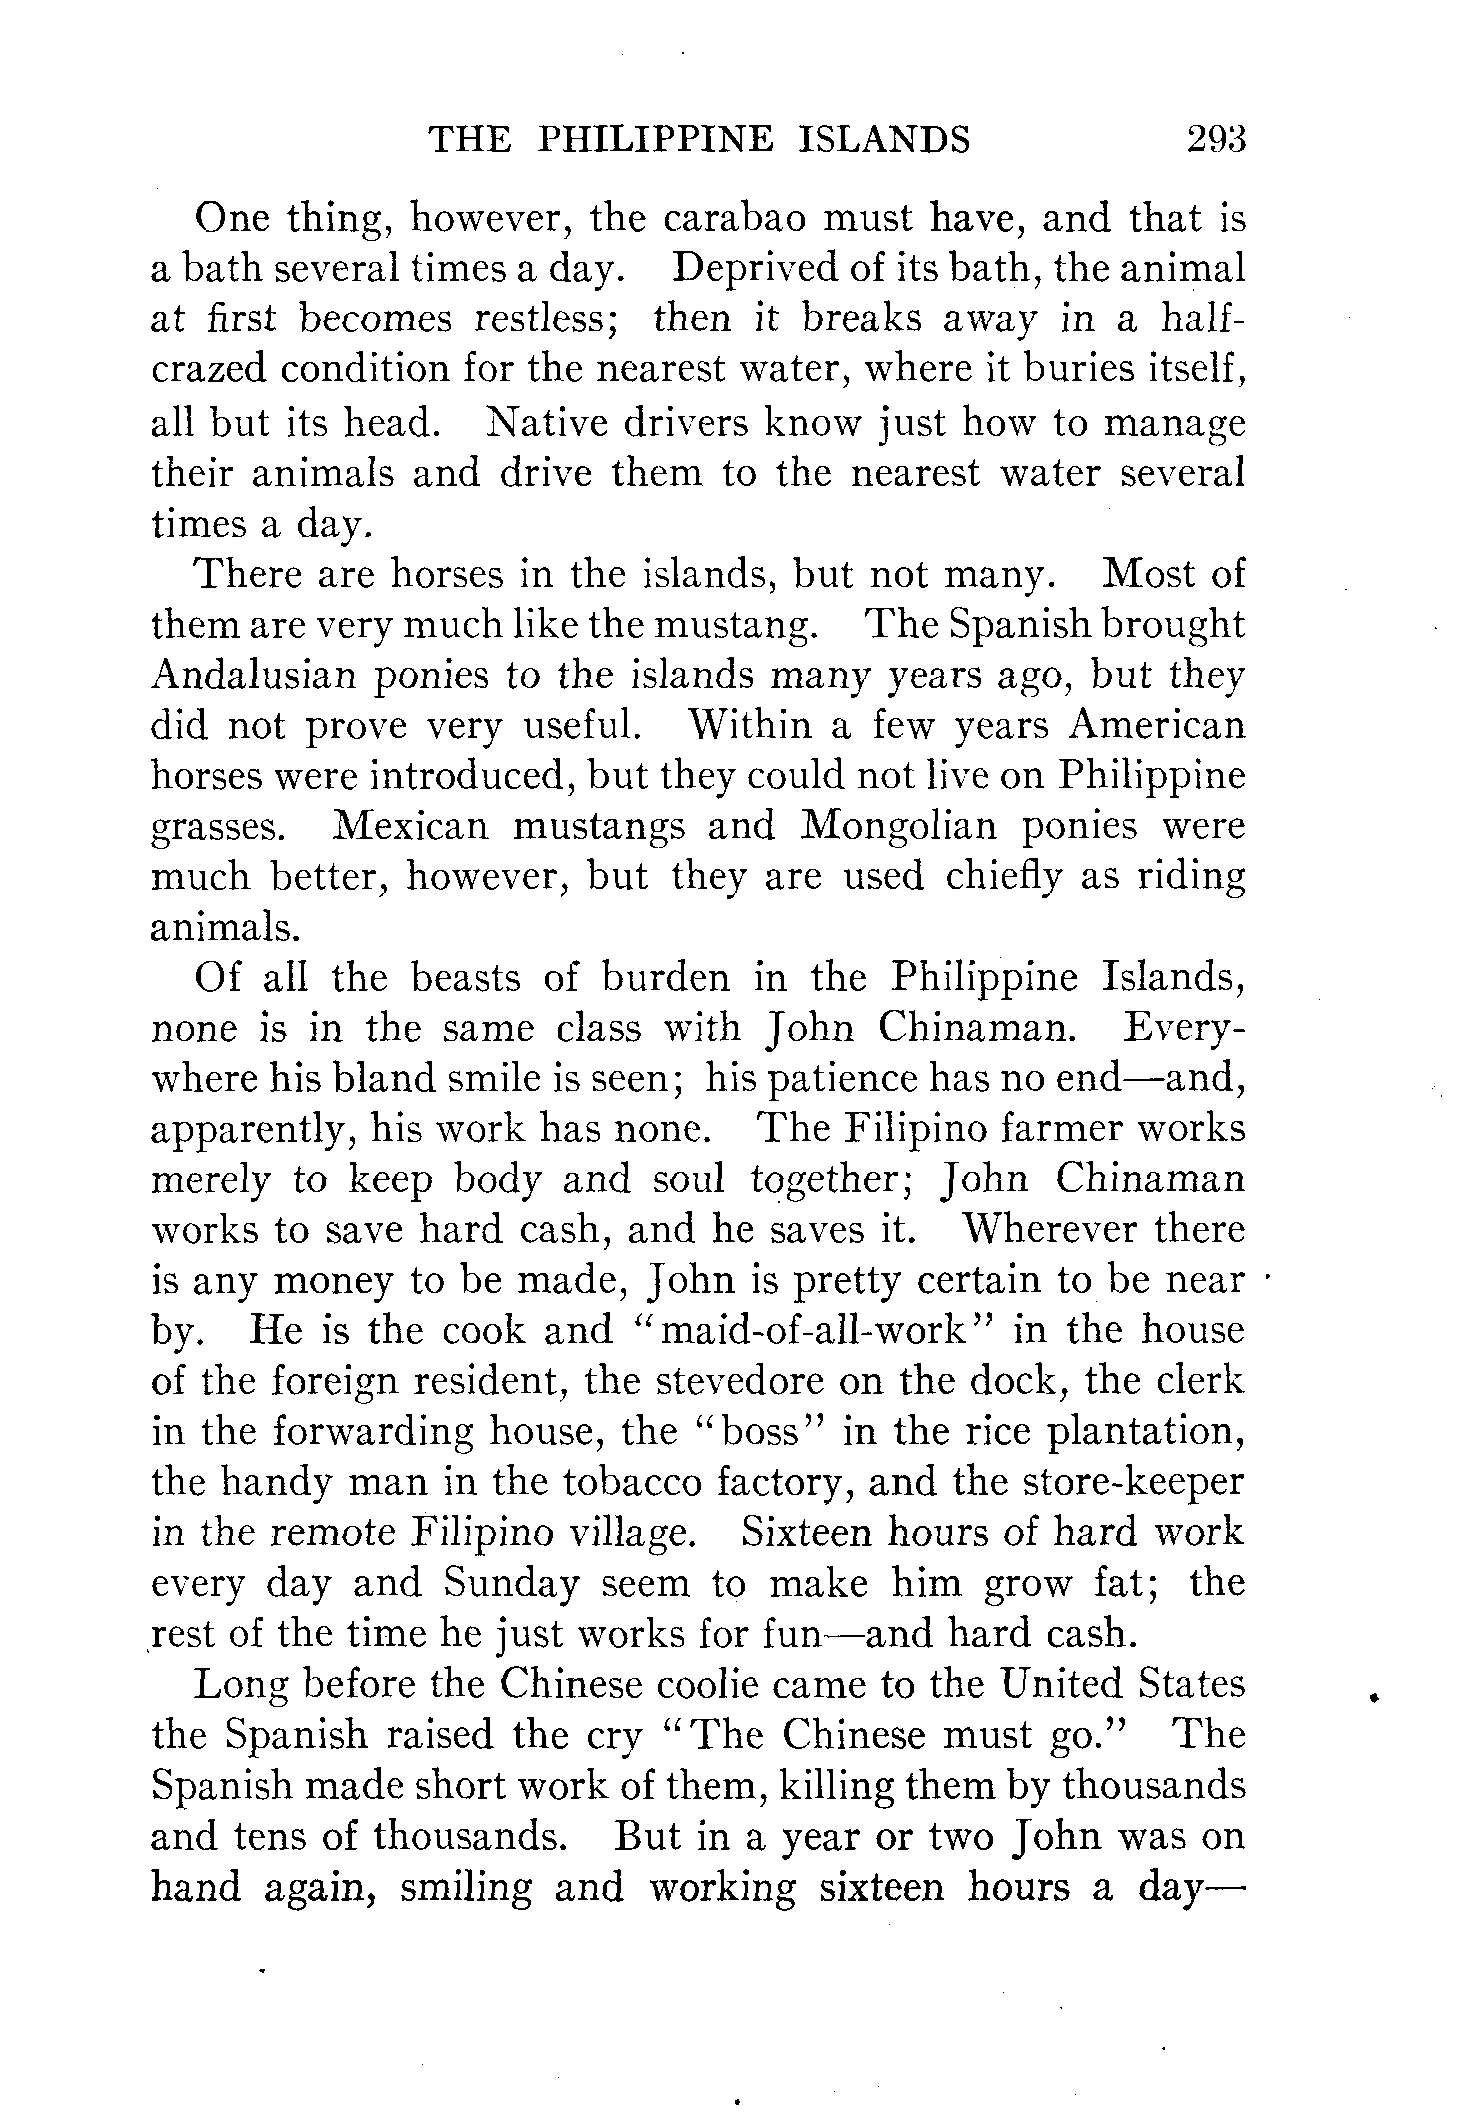 THE PHILIPPINE ISLANDS 293
One thing, however, the carabao must have, and that is
a bath several times a day. Deprived of its bath, the animal
at first becomes restless; then it breaks away in a half-
crazed condition for the nearest water, where it buries itself,
all but its head. Native drivers know just how to manage
their animals and drive them to the nearest water several
times a day.
There are horses in the islands, but not many. Most of
them are very much like the mustang. The Spanish brought
Andalusian ponies to the islands many years ago, but they
did not prove very useful. Within a few years American
horses were introduced, but they could not live on Philippine
grasses. Mexican mustangs and Mongolian ponies were
much better, however, but they are used chiefly as riding
animals.
Of all the beasts of burden in the Philippine Islands,
none is in the same class with John Chinaman. Every-
where his bland smile is seen; his patience has no end—and,
apparently, his work has none. The Filipino farmer works
merely to keep body and soul together; John Chinaman
works to save hard cash, and he saves it. Wherever there
is any money to be made, John is pretty certain to be near
by. He is the cook and "maid-of-all-work" in the house
of the foreign resident, the stevedore on the dock, the clerk
in the forwarding house, the "boss" in the rice plantation,
the handy man in the tobacco factory, and the store-keeper
in the remote Filipino village. Sixteen hours of hard work
every day and Sunday seem to make him grow fat; the
rest of the time he just works for fun—and hard cash.
Long before the Chinese coolie came to the United States
the Spanish raised the cry "The Chinese must go." The
Spanish made short work of them, killing them by thousands
and tens of thousands. But in a year or two John was on
hand again, smiling and working sixteen hours a day—